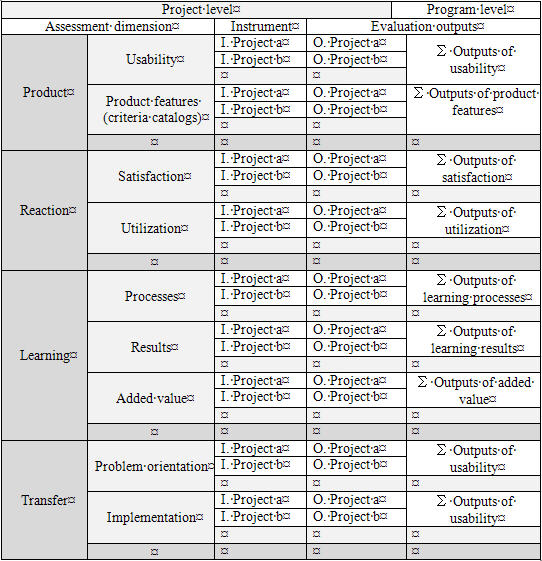 Project level¤ Program level¤
Assessment dimension¤ Instrument¤ Evaluation outputs¤
Product¤
Usability¤
I. Project a¤ O. Project a¤
I. Project b¤ O. Project b¤
¤ ¤
∑ Outputs of
usability¤
Product features
(criteria catalogs)¤
I. Project a¤ O. Project a¤
I. Project b¤ O. Project b¤
¤ ¤
∑ Outputs of product
features¤
¤ ¤ ¤ ¤
Reaction¤
Satisfaction¤
I. Project a¤ O. Project a¤
I. Project b¤ O. Project b¤
¤ ¤
∑ Outputs of
satisfaction¤
Utilization¤
I. Project a¤ O. Project a¤
I. Project b¤ O. Project b¤
¤ ¤ ¤
∑ Outputs of
utilization¤
¤ ¤ ¤ ¤
Learning¤
Processes¤
I. Project a¤ O. Project a¤
I. Project b¤ O. Project b¤
¤ ¤
∑ Outputs of
learning processes¤
Results¤
I. Project a¤ O. Project a¤
I. Project b¤ O. Project b¤
¤ ¤
∑ Outputs of
learning results¤
Added value¤
I. Project a¤ O. Project a¤
I. Project b¤ O. Project b¤
¤ ¤ ¤
∑ Outputs of added
value¤
¤ ¤ ¤ ¤
Transfer¤
Problem orientation¤
I. Project a¤ O. Project a¤
I. Project b¤ O. Project b¤
¤ ¤ ¤
∑ Outputs of
usability¤
Implementation¤
I. Project a¤ O. Project a¤
I. Project b¤ O. Project b¤
¤ ¤ ¤
∑ Outputs of
usability¤
¤ ¤ ¤ ¤